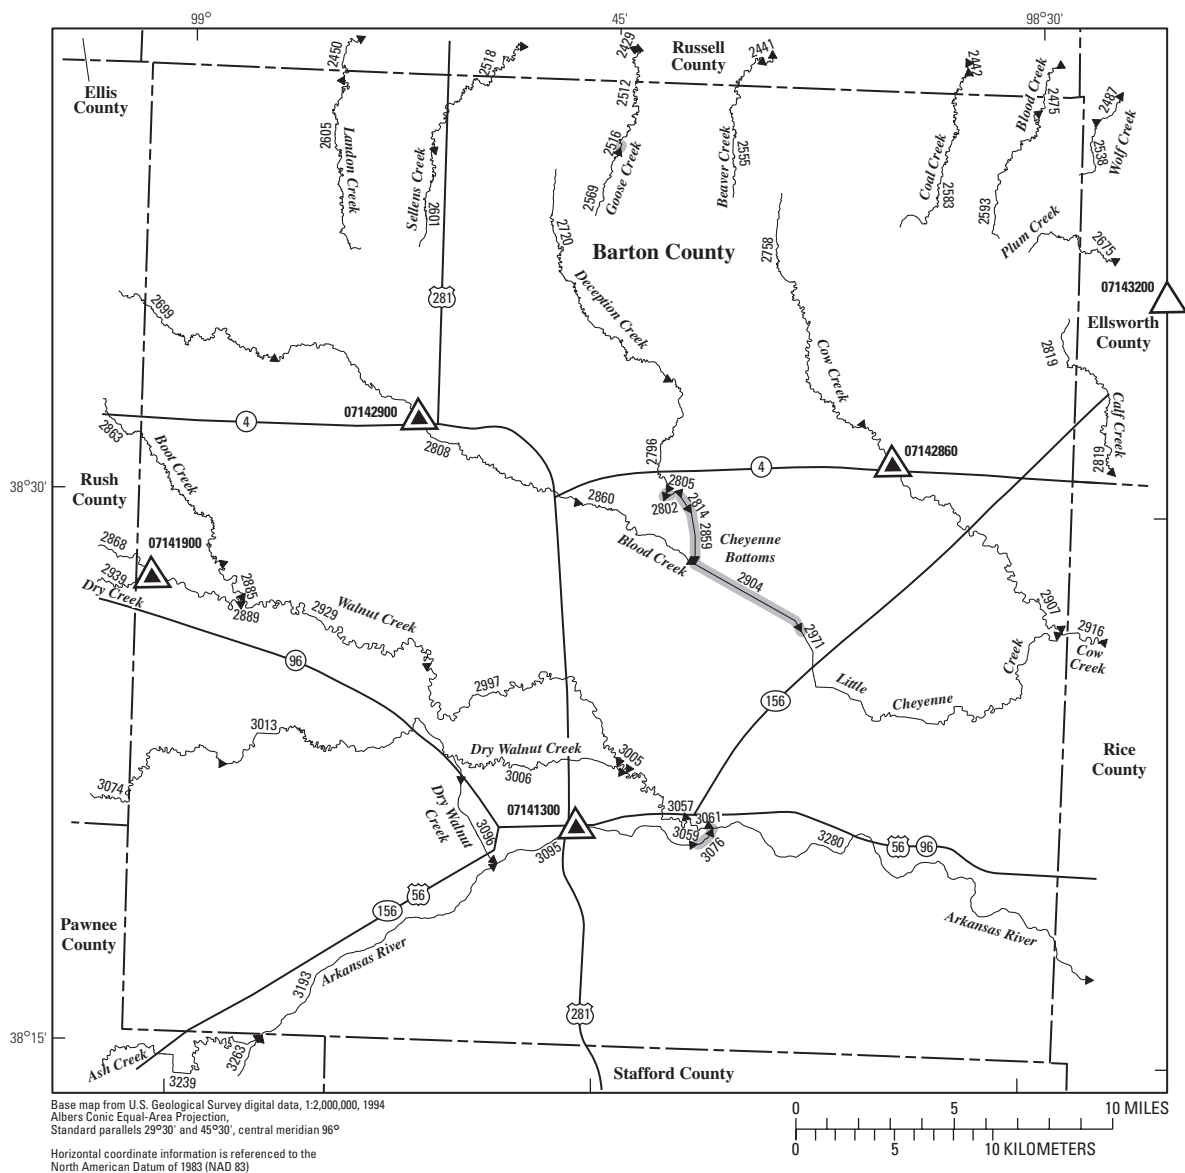 99°
45'
98°30'
Ellis
County
2450
2605
Landon Creek
2518
Sellens Creek
2601
2429
2512
2516
2569
Goose Creek
Russell
County
2441
Beaver Creek
2555
2442
Coal Creek
2583
Blood Creek
2475
2593
2487
2538
Wolf Creek
Plum Creek
2675
Barton County
07143200
Ellsworth
County
2720
Deception Creek
2758
Cow Creek
2699
281
2819
Calf Creek
2819
07142900
4
2808
2796
4
07142860
2863
Boot Creek
38°30'
Rush
County
2860
2805
2802
2814
2859
Cheyenne
Bottoms
Blood Creek
2904
2868
07141900
2939
Dry Creek
2885
2889
2929
Walnut Creek
2971
2907
2916
Cow
Creek
96
2997
156
Little
Cheyenne
Creek
3013
3074
Dry Walnut Creek
3006
3005
Rice
County
Dry Walnut
Creek
3096
07141300
3095
3057
3061
3059
3076
3280
56
96
156
56
Pawnee
County
Arkansas River
3193
Arkansas River
281
38°15'
Ash Creek
3263
3239
Stafford County
Base map from U.S. Geological Survey digital data, 1:2,000,000, 1994
Albers Conic Equal-Area Projection,
Standard parallels 29°30' and 45°30', central meridian 96°
Horizontal coordinate information is referenced to the
North American Datum of 1983 (NAD 83)
0 5 10 MILES
0 5 10 KILOMETERS